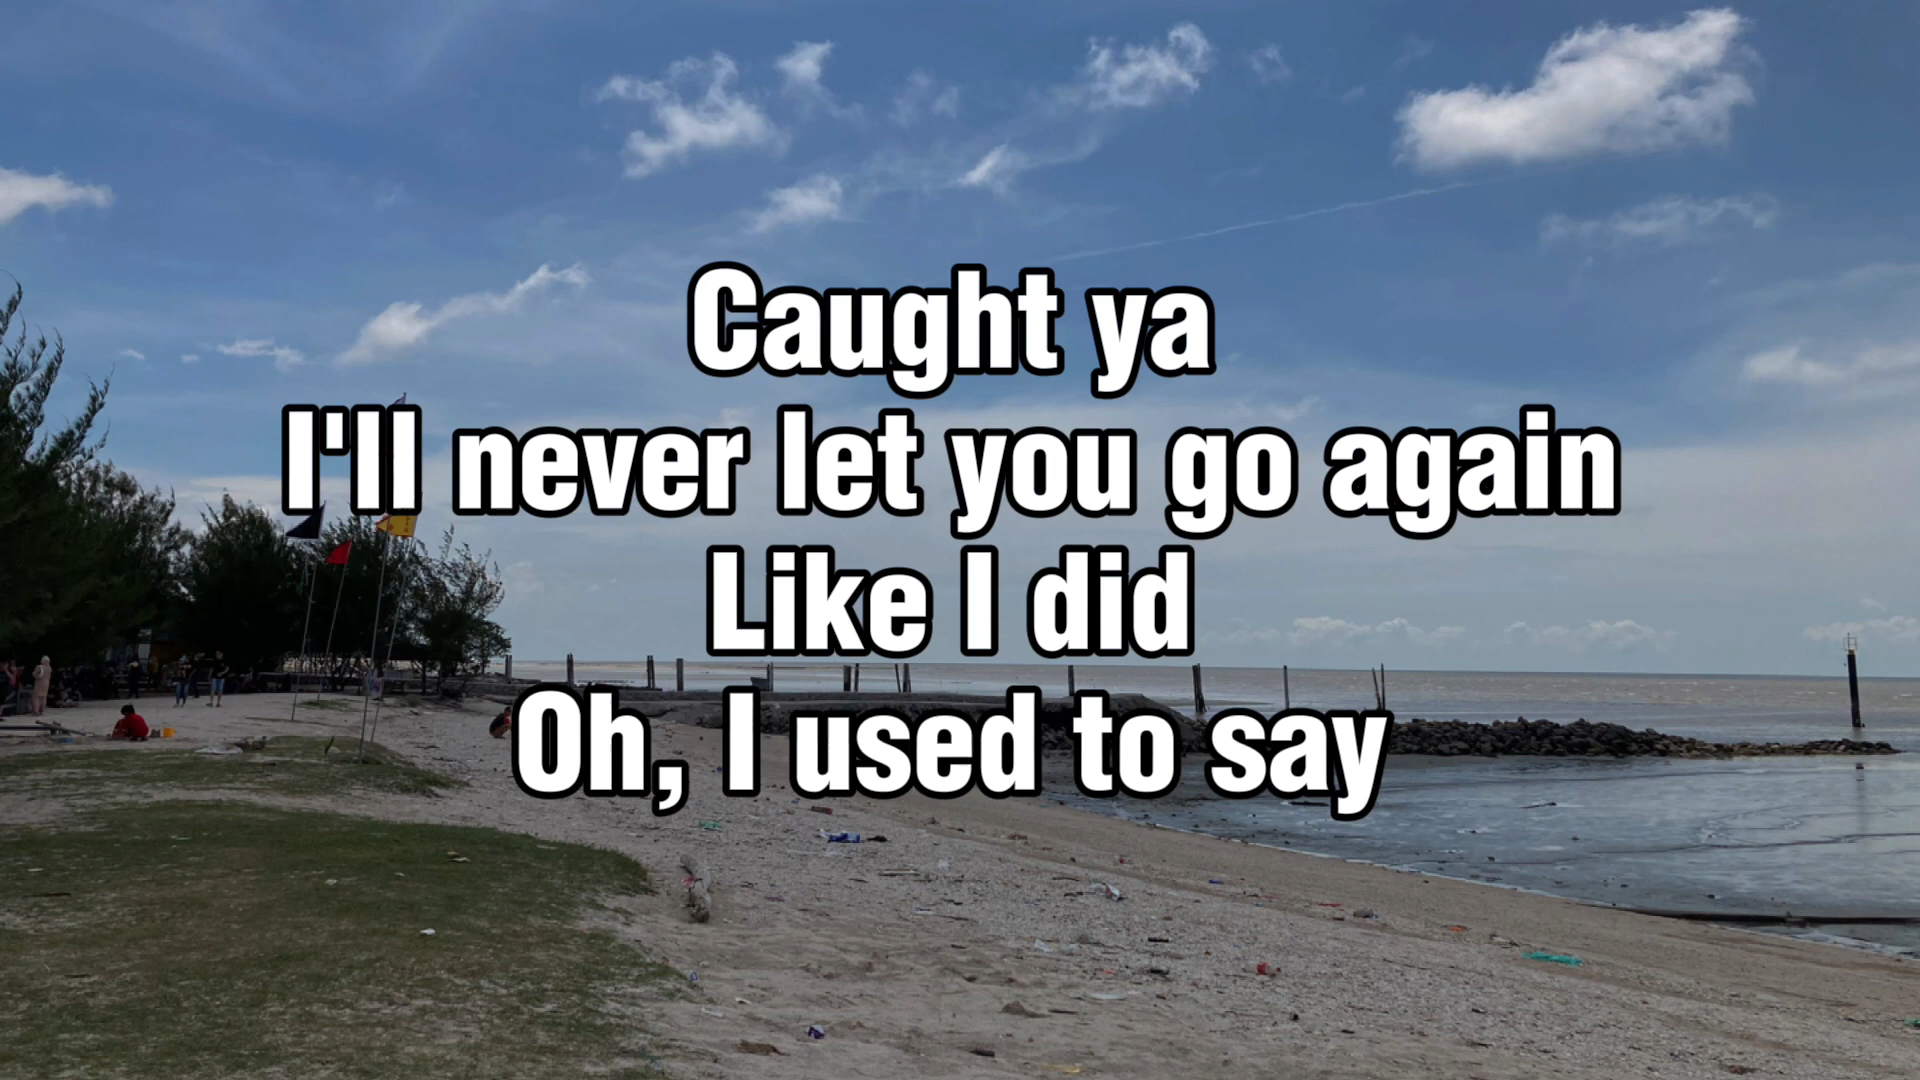 Caught ya
I'll never let you go again
Like I did
Oh, I used to say